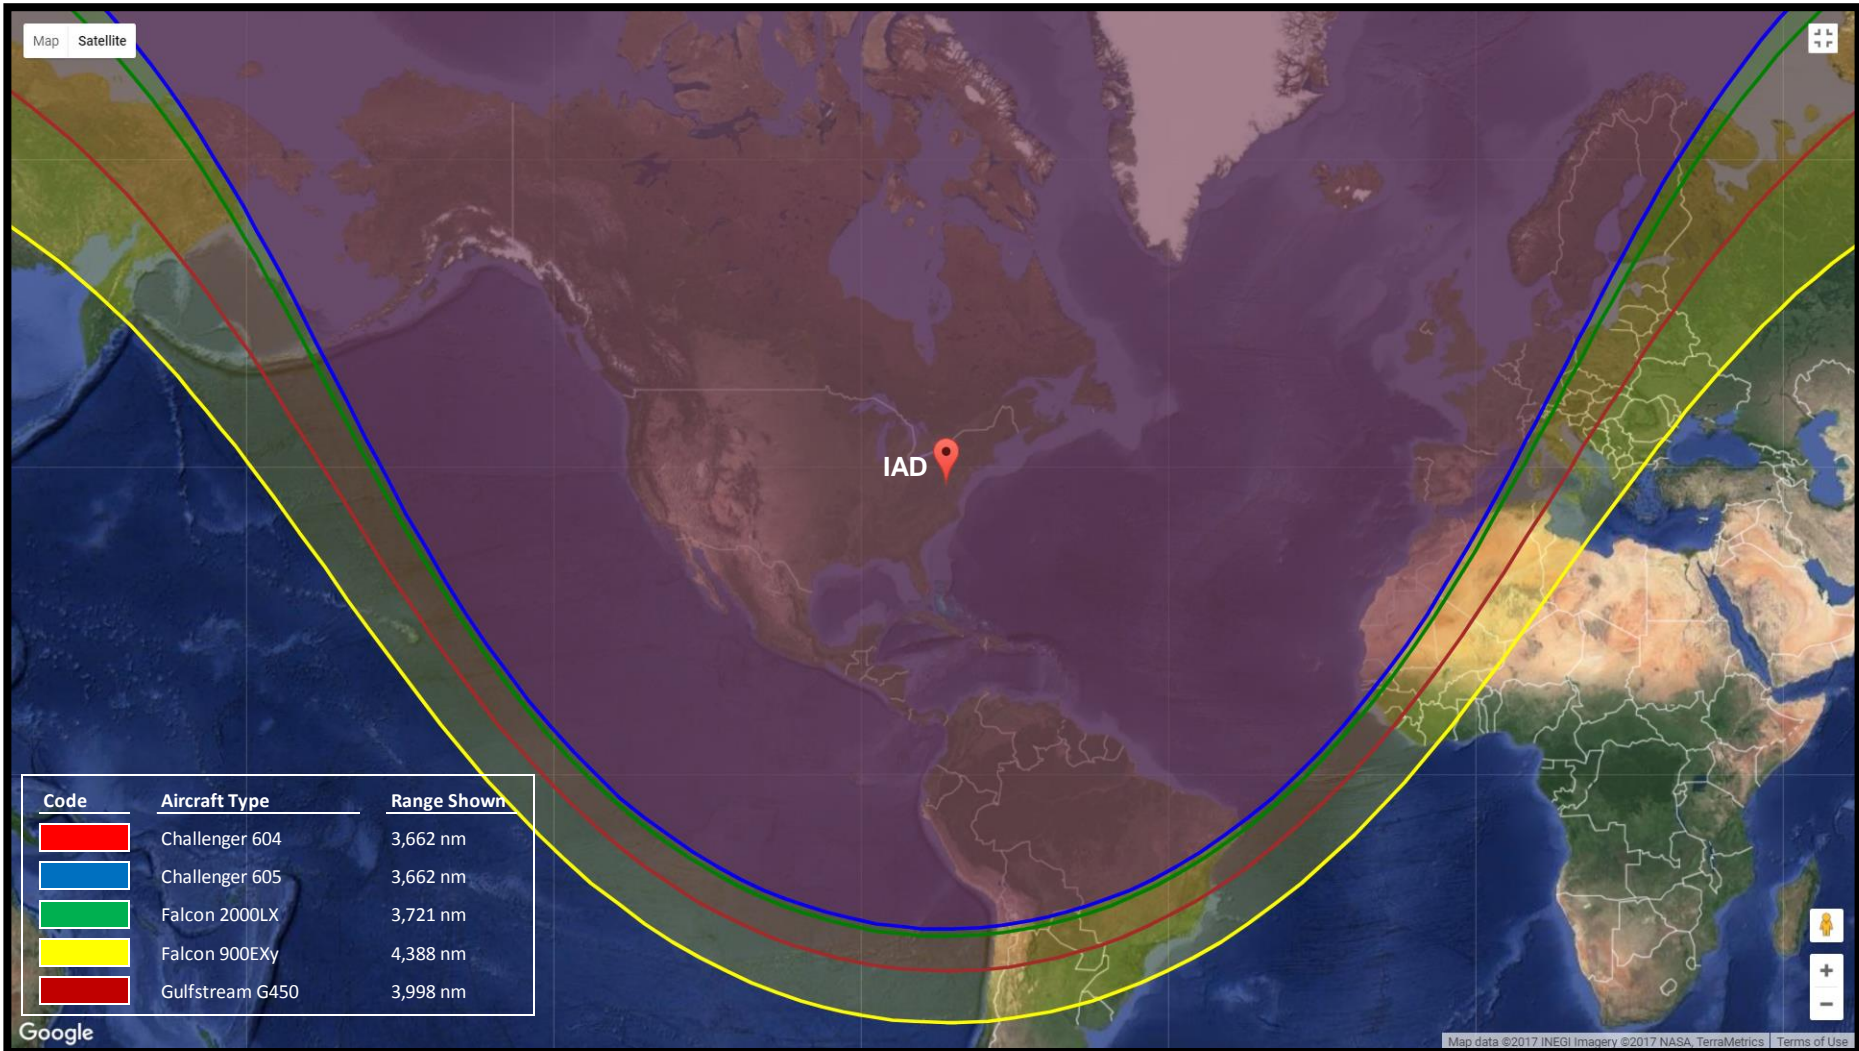 Map Satellite
IAD
Code Aircraft Type Range Shown
Challenger 604 3,662 nm
Challenger 605 3,662 nm
Falcon 2000LX 3,721 nm
Falcon 900EXy 4,388 nm
Gulfstream G450 3,998 nm
Google
Map data ©2017 INEGI Imagery ©2017 NASA, TerraMetrics Terms of Use